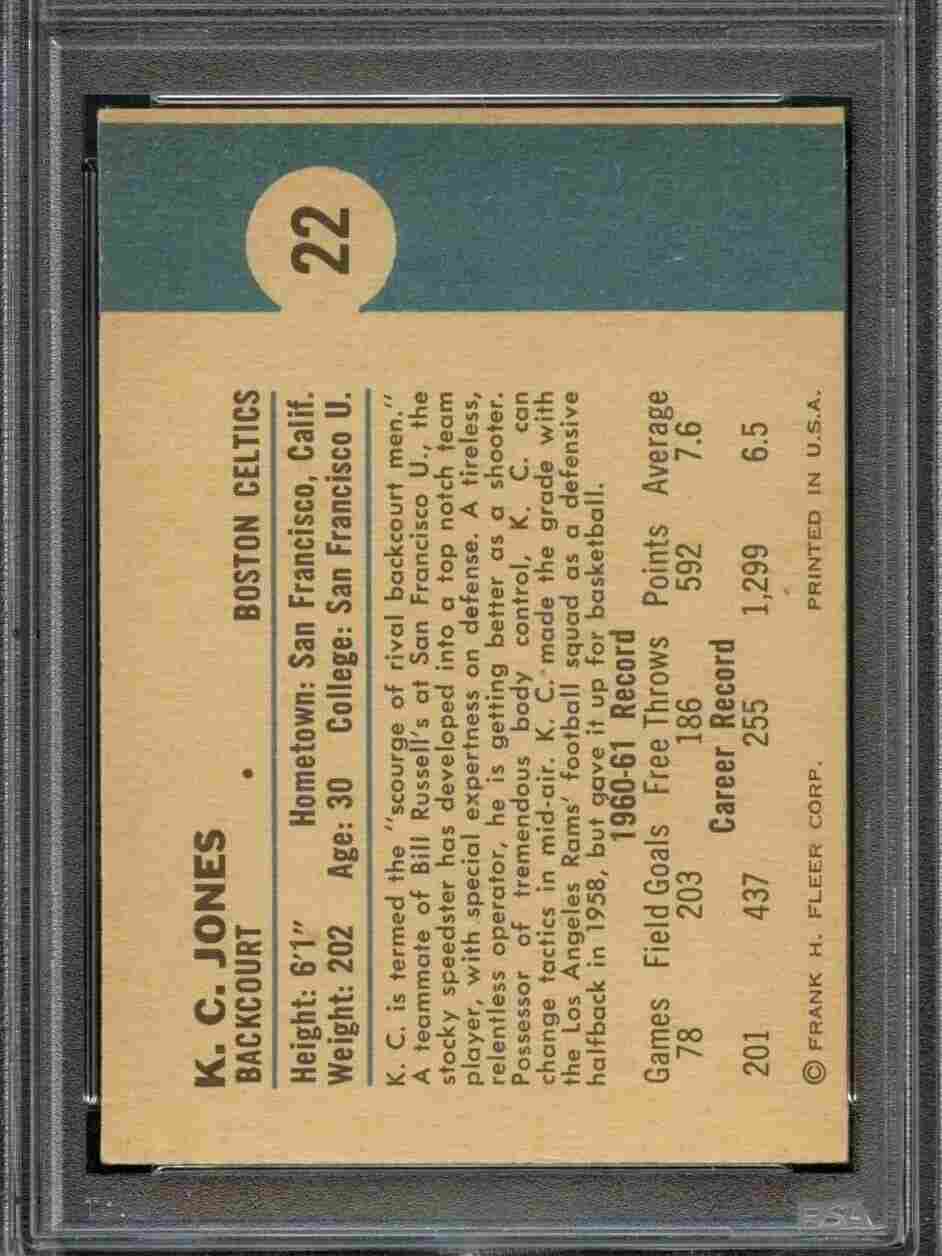 22
K. C. JONES
BACKCOURT BOSTON CELTICS
Height: 6'1" Hometown: San Francisco, Calif.
Weight: 202 Age: 30 College: San Francisco U.
K. C. is termed the "scourge of rival backcourt men."
A teammate of Bill Russell's at San Francisco U., the
stocky speedster has developed into a top notch team
player, with special expertness on defense. A tireless,
relentless operator, he is getting better as a shooter.
Possessor of tremendous body control, K. C. can
change tactics in mid-air. K. C. made the grade with
the Los Angeles Rams' football squad as a defensive
halfback in 1958, but gave it up for basketball.
1960-61 Record
Games Field Goals Free Throws Points Average
78 203 186 592 7.6
Career Record
201 437 255 1,299 6.5
© FRANK H. FLEER CORP. PRINTED IN U.S.A.
PSA